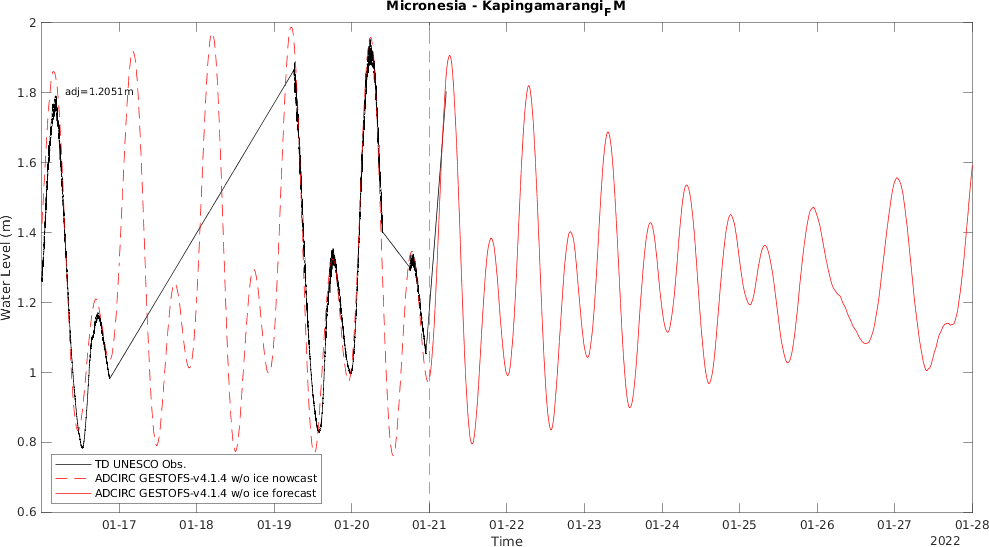 Micronesia - Kapingamarangi_FM
2
1.8
1.6
1.4
1.2
1
0.8
0.6
Water Level (m)
adj=1.2051m
TD UNESCO Obs.
ADCIRC GESTOFS-v4.1.4 w/o ice nowcast
ADCIRC GESTOFS-v4.1.4 w/o ice forecast
01-17 01-18 01-19 01-20 01-21 01-22 01-23 01-24 01-25 01-26 01-27 01-28
Time
2022